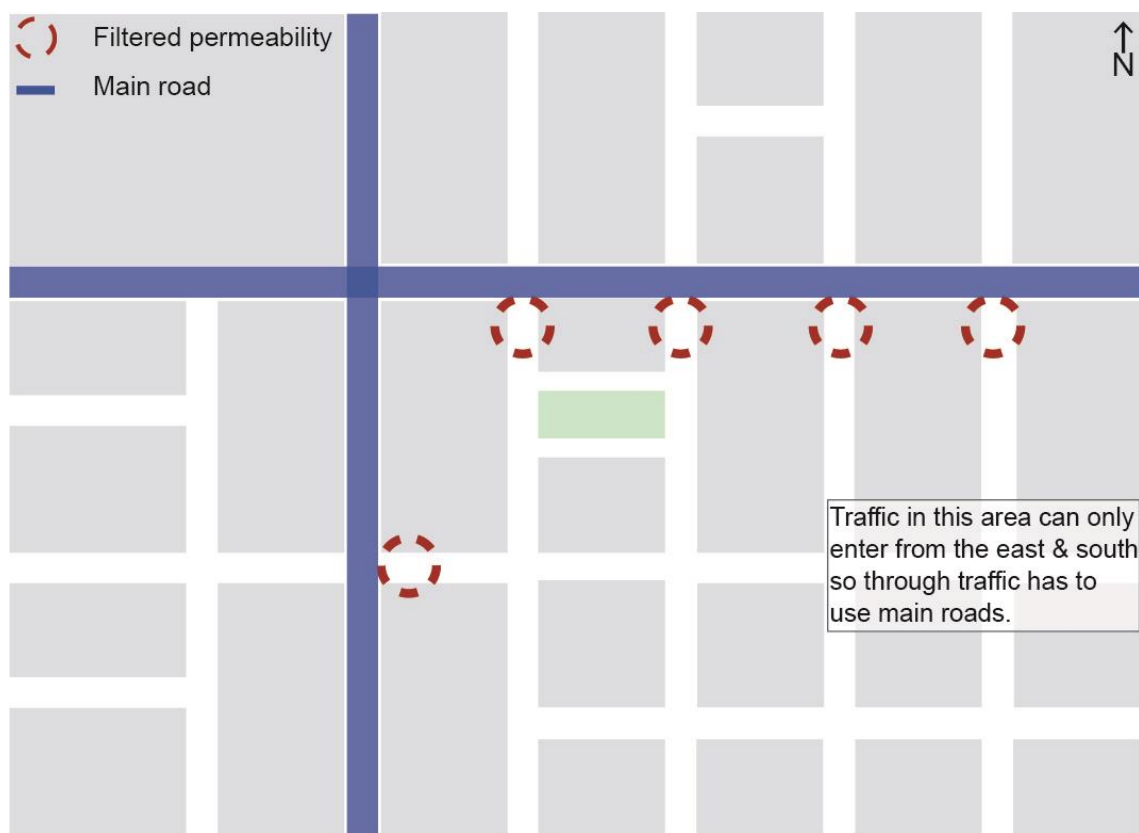 Filtered permeability
Main road
N
Traffic in this area can only
enter from the east & south
so through traffic has to
use main roads.